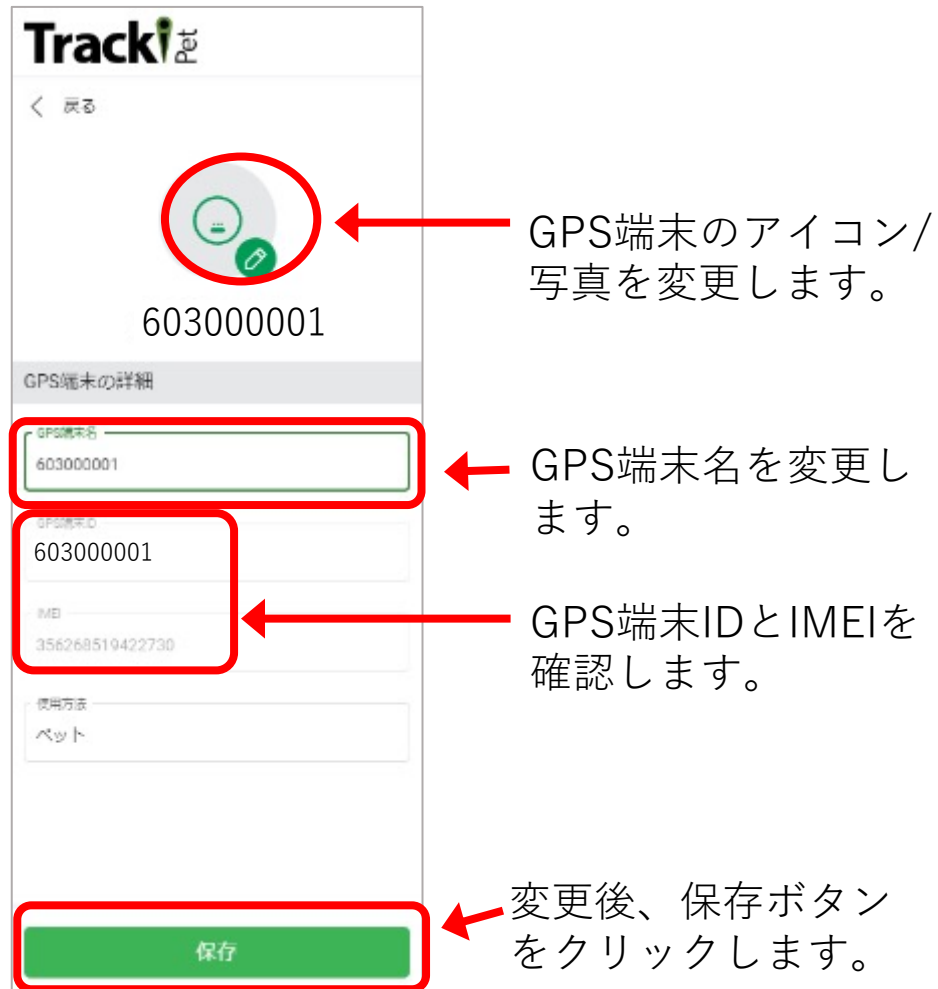 Tracki Pet
戻る
GPS端末のアイコン/
写真を変更します。
603000001
GPS端末の詳細
GPS端末名
603000001
GPS端末名を変更し
ます。
GPS端末ID
603000001
IMEI
356268519422730
GPS端末IDとIMEIを
確認します。
使用方法
ペット
変更後、保存ボタン
をクリックします。
保存